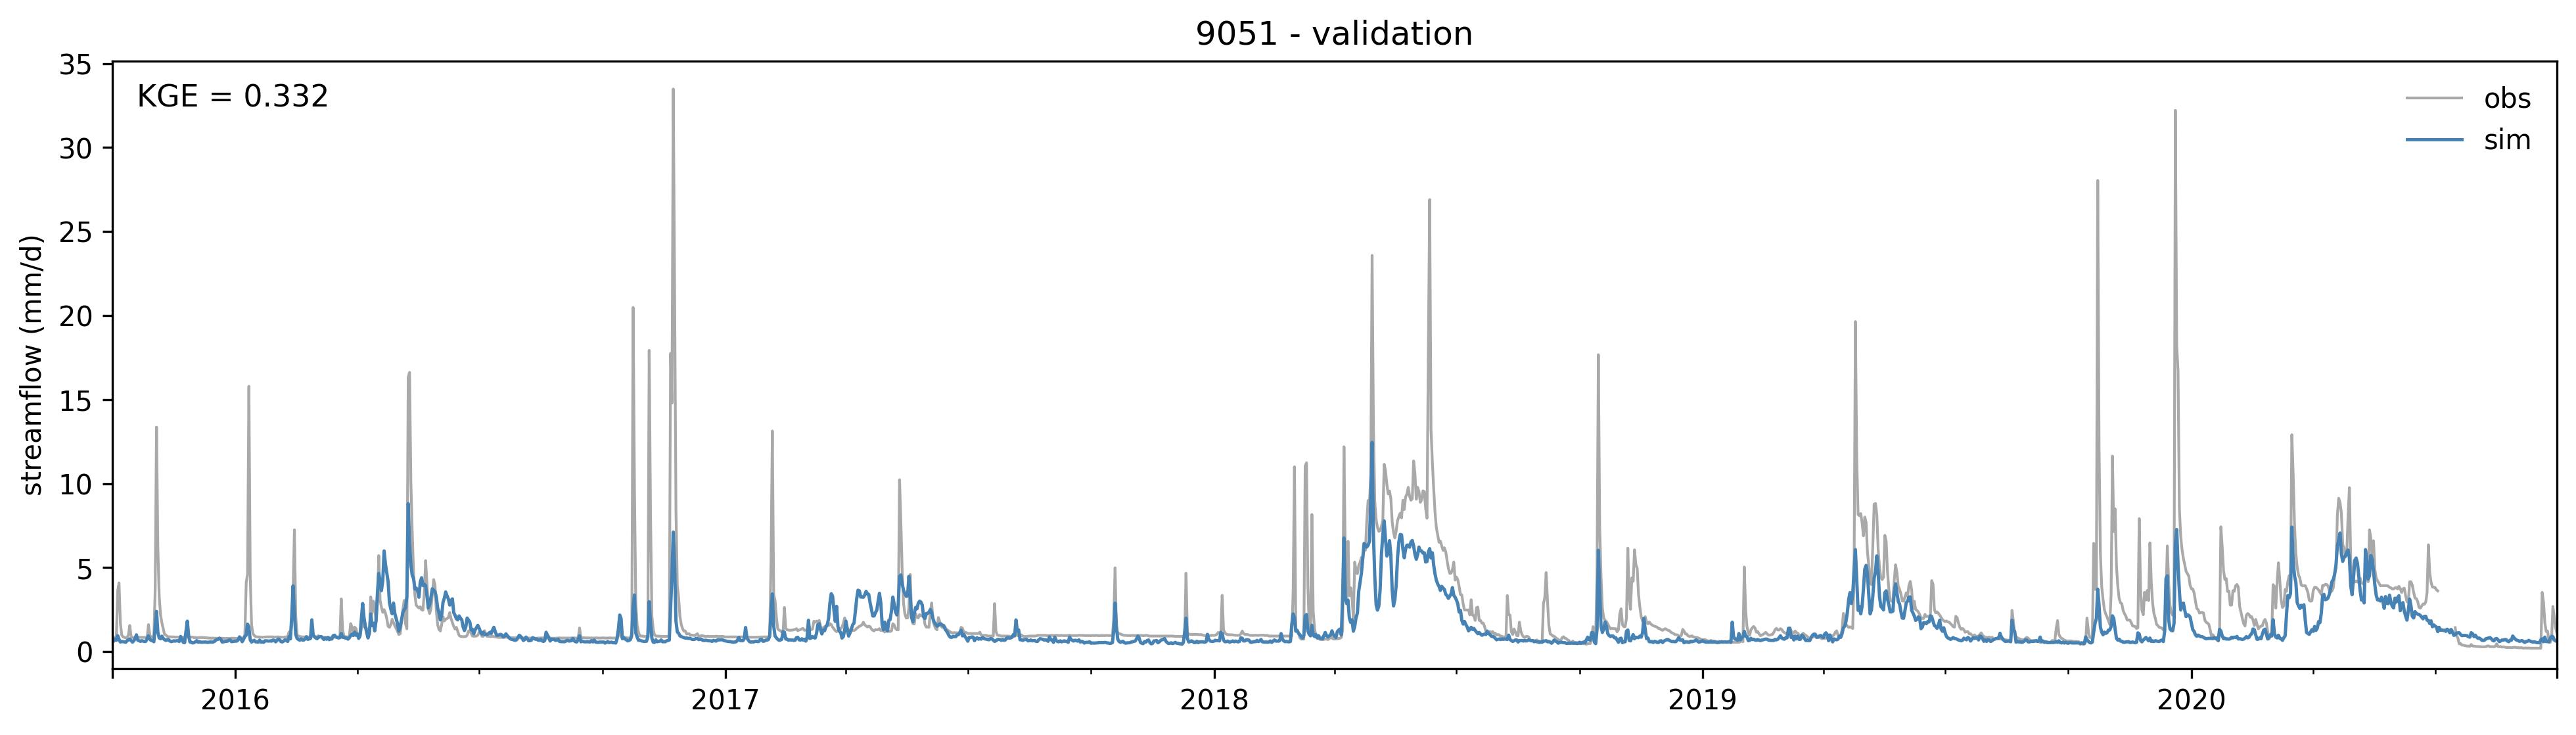 9051 - validation
KGE = 0.332
obs
sim
streamflow (mm/d)
35
30
25
20
15
10
5
0
2016 2017 2018 2019 2020